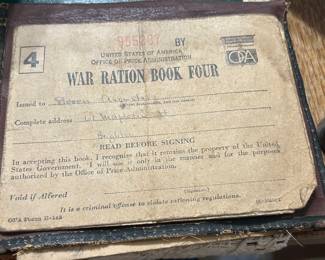 4
BY
UNITED STATES OF AMERICA
OFFICE OF PRICE ADMINISTRATION
OPA
WAR RATION BOOK FOUR
Issued to
Complete address
READ BEFORE SIGNING
In accepting this book, I recognize that it remains the property of the United
States Government. I will use it only in the manner and for the purposes
authorized by the Office of Price Administration.
Void if Altered
(Signature)
It is a criminal offense to violate rationing regulations.
OPA Form R-145